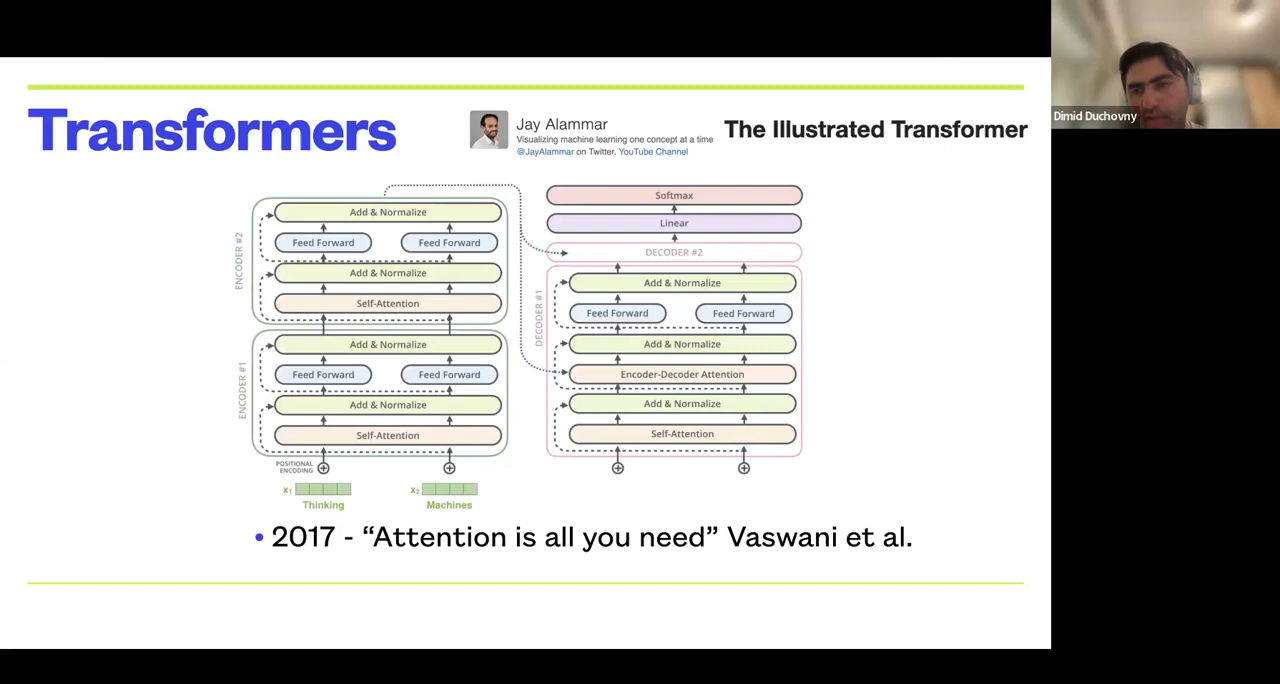 Transformers
Jay Alammar
Visualizing machine learning one concept at a time
@JayAlammar on Twitter. YouTube Channel
The Illustrated Transformer
ENCODER #2
Add & Normalize
Feed Forward
Feed Forward
Add & Normalize
Self-Attention
ENCODER #1
Add & Normalize
Feed Forward
Feed Forward
Add & Normalize
Self-Attention
POSITIONAL
ENCODING
x1
x2
Thinking
Machines
Softmax
Linear
DECODER #2
DECODER #1
Add & Normalize
Feed Forward
Feed Forward
Add & Normalize
Encoder-Decoder Attention
Add & Normalize
Self-Attention
• 2017 - “Attention is all you need” Vaswani et al.
Dimid Duchovny